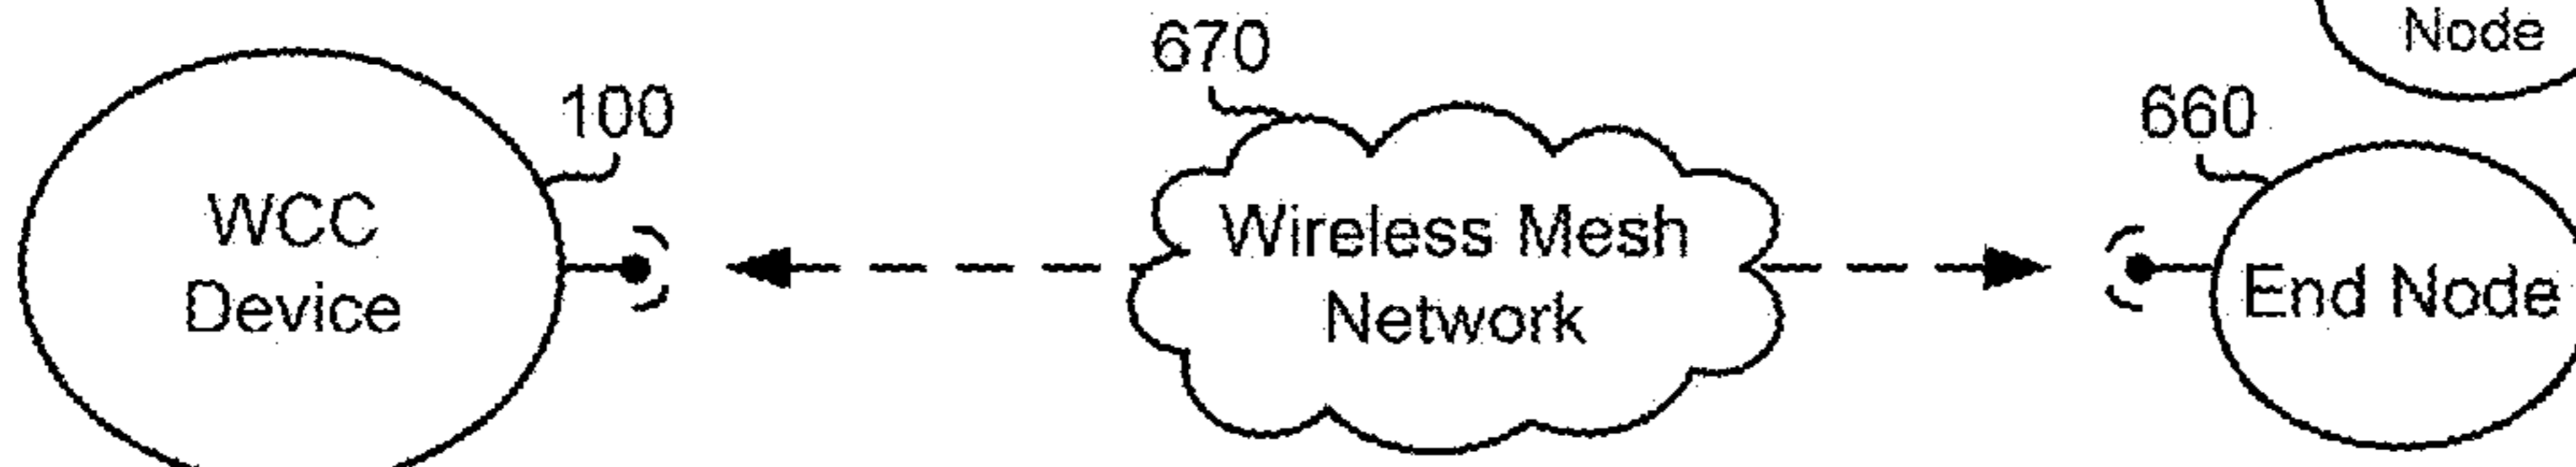 Node
670
100
660
WCC
Device
Wireless Mesh
Network
End Node